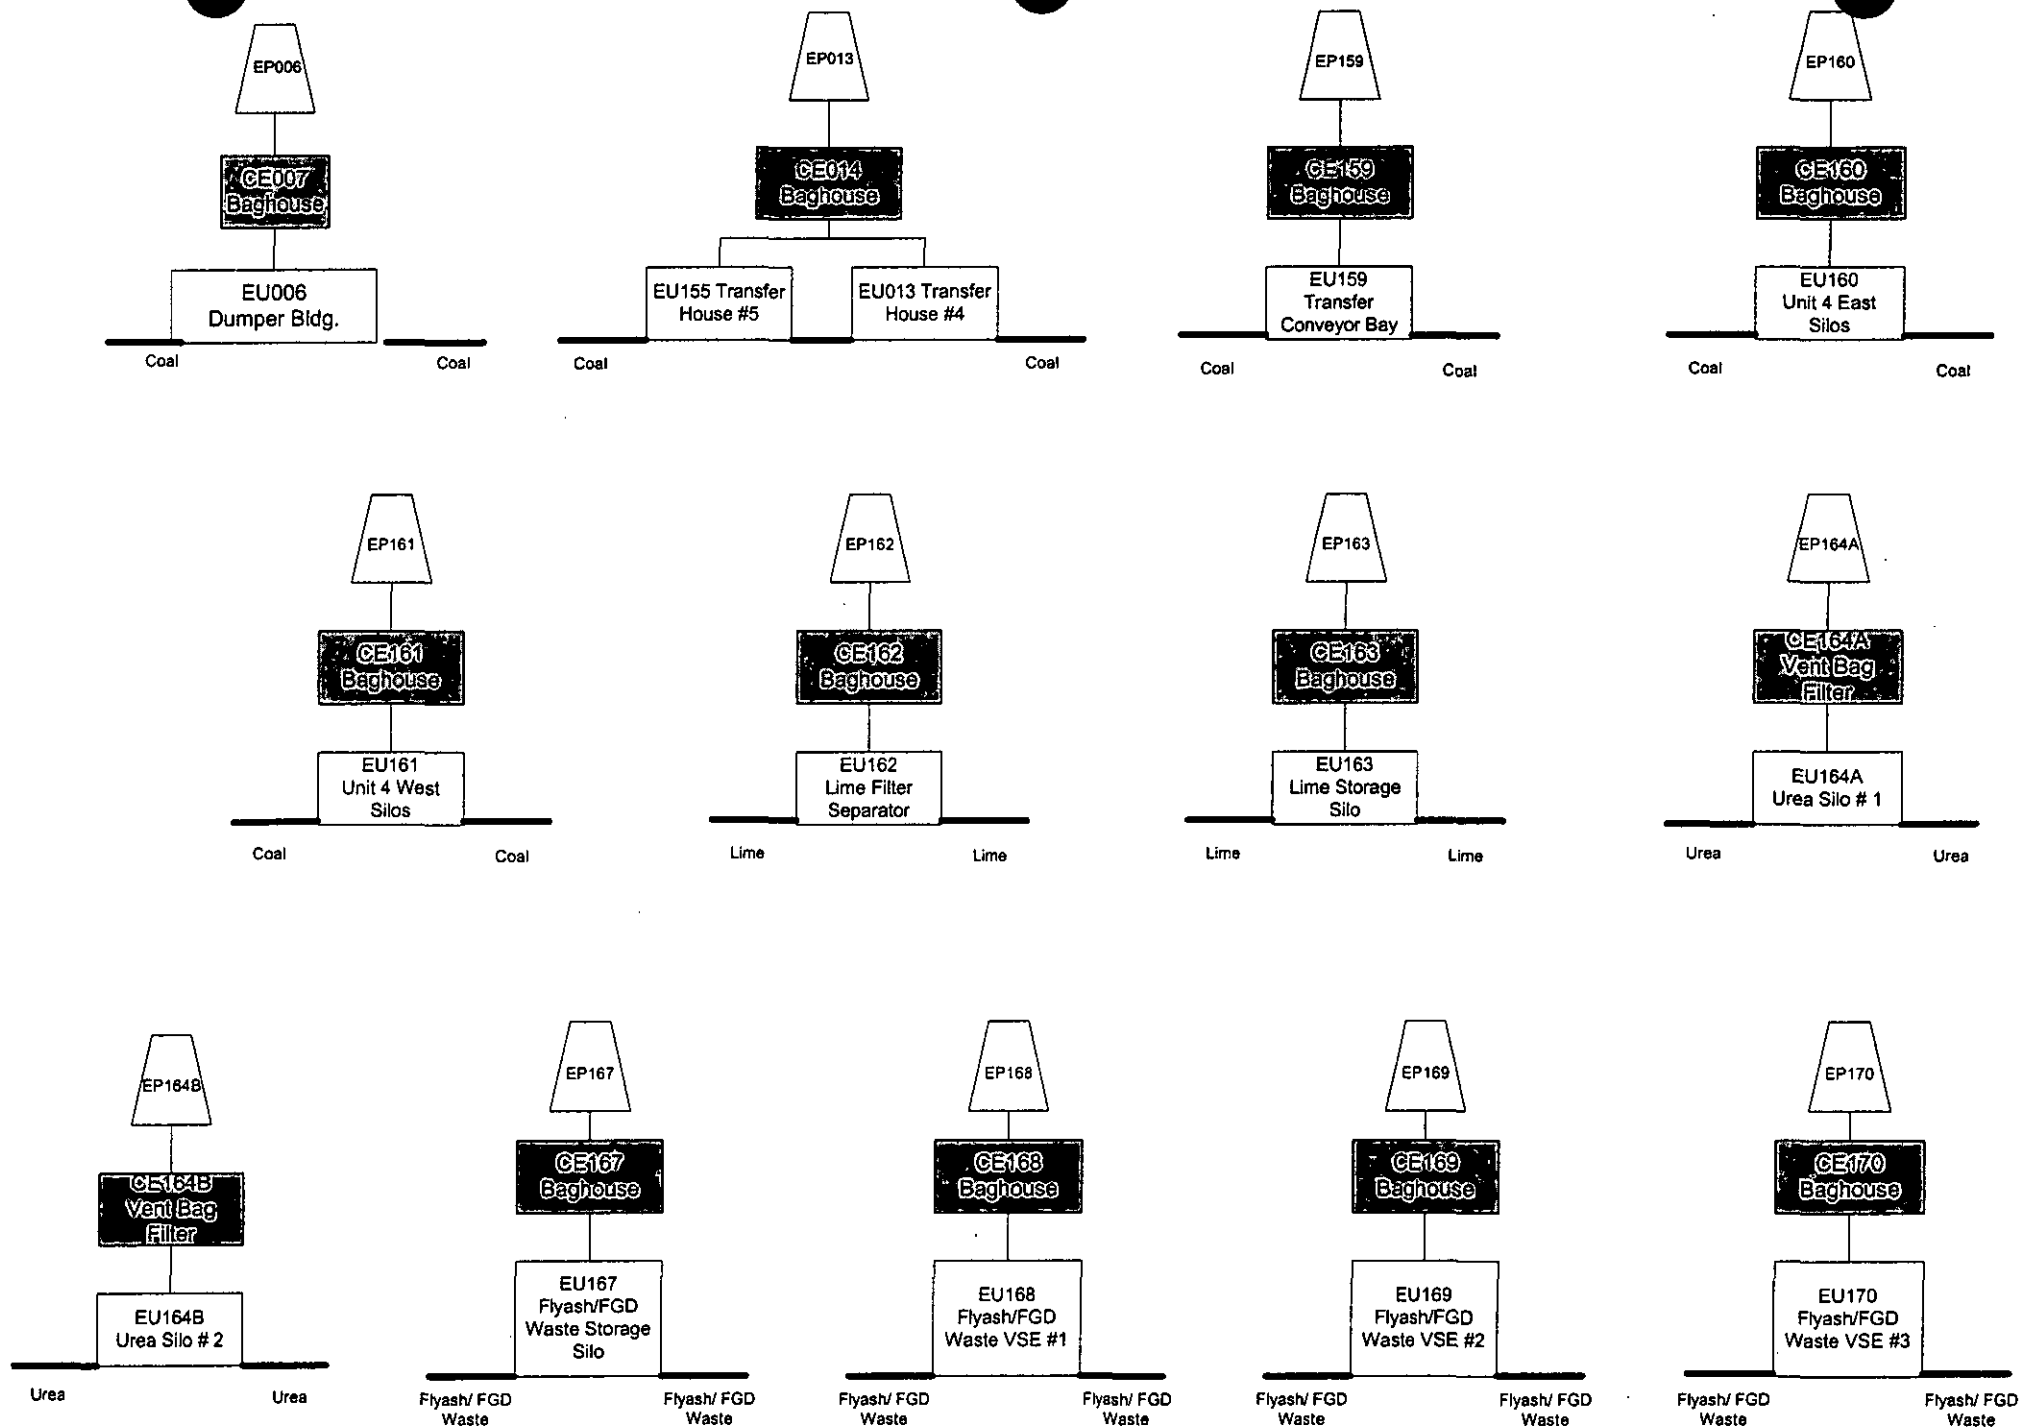 EP006
CE007
Baghouse
EU006
Dumper Bldg.
Coal
Coal
EP013
CE014
Baghouse
EU155 Transfer
House #5
EU013 Transfer
House #4
Coal
Coal
EP159
CE159
Baghouse
EU159
Transfer
Conveyor Bay
Coal
Coal
EP160
CE160
Baghouse
EU160
Unit 4 East
Silos
Coal
Coal
EP161
CE161
Baghouse
EU161
Unit 4 West
Silos
Coal
Coal
EP162
CE162
Baghouse
EU162
Lime Filter
Separator
Lime
Lime
EP163
CE163
Baghouse
EU163
Lime Storage
Silo
Lime
Lime
EP164A
CE164A
Vent Bag
Filter
EU164A
Urea Silo # 1
Urea
Urea
EP164B
CE164B
Vent Bag
Filter
EU164B
Urea Silo # 2
Urea
Urea
EP167
CE167
Baghouse
EU167
Flyash/FGD
Waste Storage
Silo
Flyash/ FGD
Waste
Flyash/ FGD
Waste
EP168
CE168
Baghouse
EU168
Flyash/FGD
Waste VSE #1
Flyash/ FGD
Waste
Flyash/ FGD
Waste
EP169
CE169
Baghouse
EU169
Flyash/FGD
Waste VSE #2
Flyash/ FGD
Waste
Flyash/ FGD
Waste
EP170
CE170
Baghouse
EU170
Flyash/FGD
Waste VSE #3
Flyash/ FGD
Waste
Flyash/ FGD
Waste